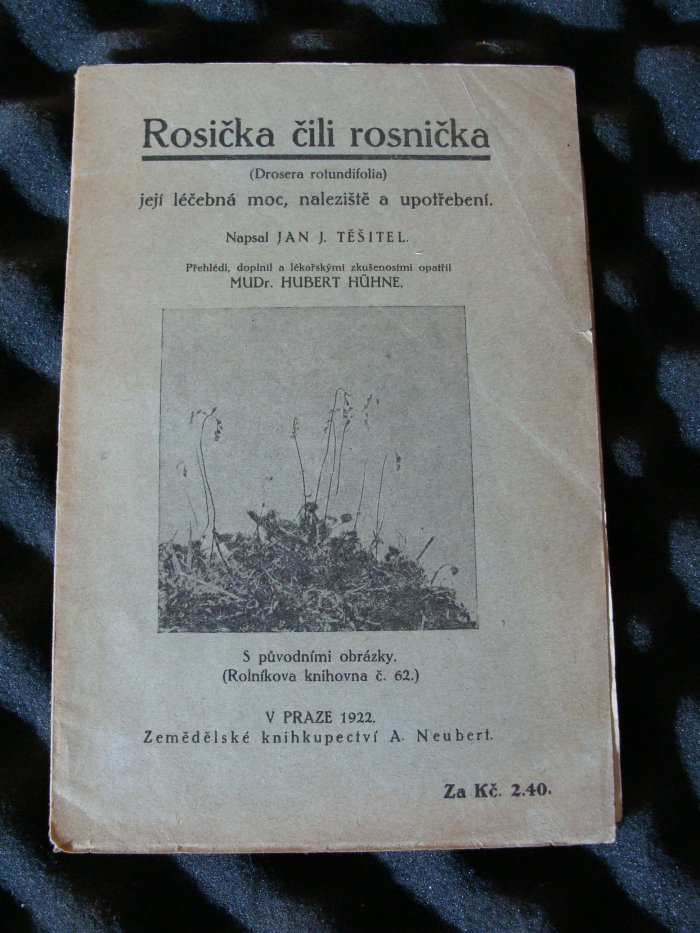 Rosička čili rosnička
(Drosera rotundifolia)
její léčebná moc, naleziště a upotřebení.
Napsal JAN J. TĚŠITEL.
Přehlédl, doplnil a lékařskými zkušenostmi opatřil
MUDr. HUBERT HÜHNE.
S původními obrázky.
(Rolníkova knihovna č. 62.)
V PRAZE 1922.
Zemědělské knihkupectví A. Neubert.
Za Kč. 2.40.